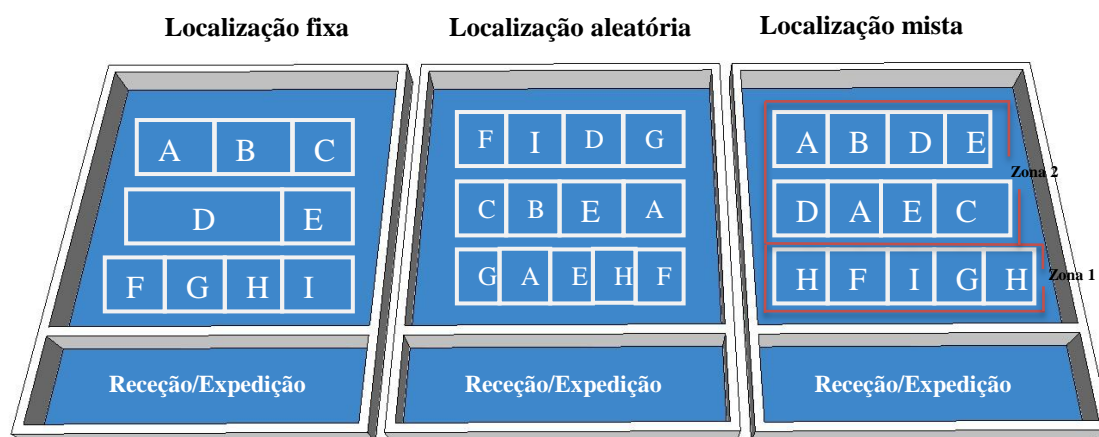 Localização fixa
A B C
D E
F G H I
Receção/Expedição
Localização aleatória
F I D G
C B E A
G A E H F
Receção/Expedição
Localização mista
A B D E
Zona 2
D A E C
H F I G H
Zona 1
Receção/Expedição